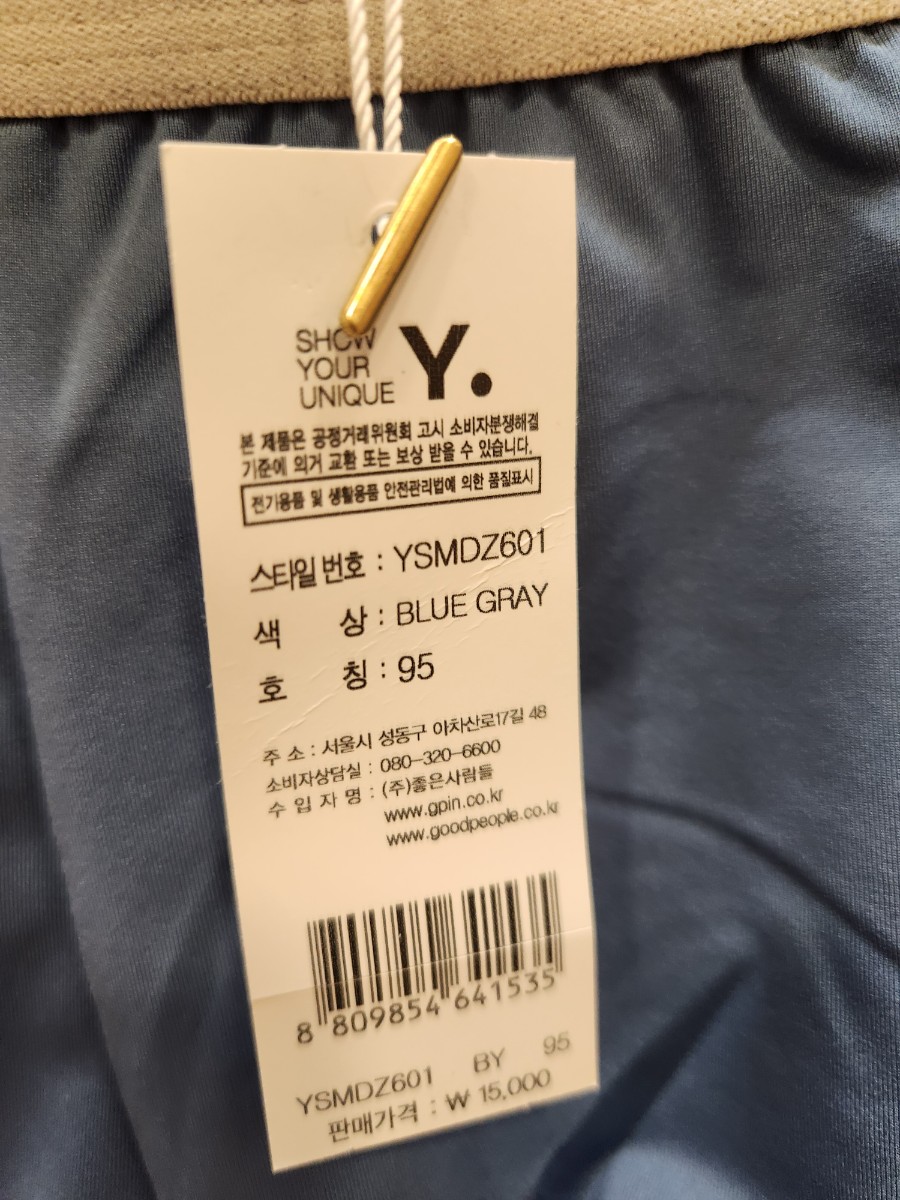 SHOW
YOUR
UNIQUE
Y.
본 제품은 공정거래위원회 고시 소비자분쟁해결
기준에 의거 교환 또는 보상 받을 수 있습니다.
전기용품 및 생활용품 안전관리법에 의한 품질표시
스타일 번호 : YSMDZ601
색 상 : BLUE GRAY
호 칭 : 95
주 소 : 서울시 성동구 아차산로17길 48
소비자상담실 : 080-320-6600
수 입 자 명 : (주)좋은사람들
www.gpin.co.kr
www.goodpeople.co.kr
8 809854 641535
YSMDZ601 BY 95
판매가격 : ₩ 15,000